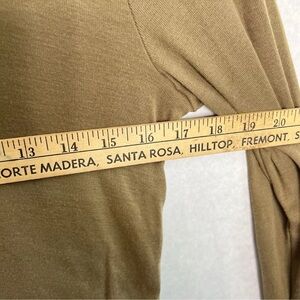 13 14 15 16 17 18 19 20
ORTE MADERA, SANTA ROSA, HILLTOP, FREMONT, S